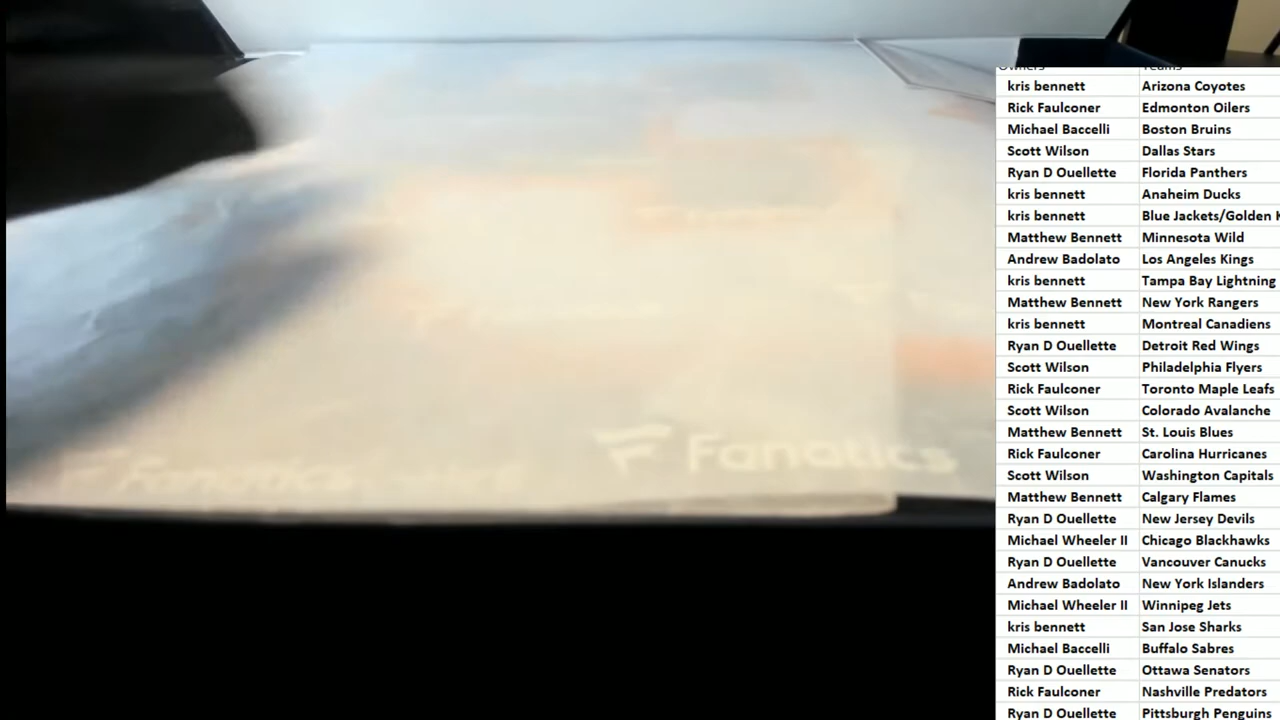 Fanatics
Fanatics
kris bennett Arizona Coyotes
Rick Faulconer Edmonton Oilers
Michael Baccelli Boston Bruins
Scott Wilson Dallas Stars
Ryan D Ouellette Florida Panthers
kris bennett Anaheim Ducks
kris bennett Blue Jackets/Golden K
Matthew Bennett Minnesota Wild
Andrew Badolato Los Angeles Kings
kris bennett Tampa Bay Lightning
Matthew Bennett New York Rangers
kris bennett Montreal Canadiens
Ryan D Ouellette Detroit Red Wings
Scott Wilson Philadelphia Flyers
Rick Faulconer Toronto Maple Leafs
Scott Wilson Colorado Avalanche
Matthew Bennett St. Louis Blues
Rick Faulconer Carolina Hurricanes
Scott Wilson Washington Capitals
Matthew Bennett Calgary Flames
Ryan D Ouellette New Jersey Devils
Michael Wheeler II Chicago Blackhawks
Ryan D Ouellette Vancouver Canucks
Andrew Badolato New York Islanders
Michael Wheeler II Winnipeg Jets
kris bennett San Jose Sharks
Michael Baccelli Buffalo Sabres
Ryan D Ouellette Ottawa Senators
Rick Faulconer Nashville Predators
Ryan D Ouellette Pittsburgh Penguins